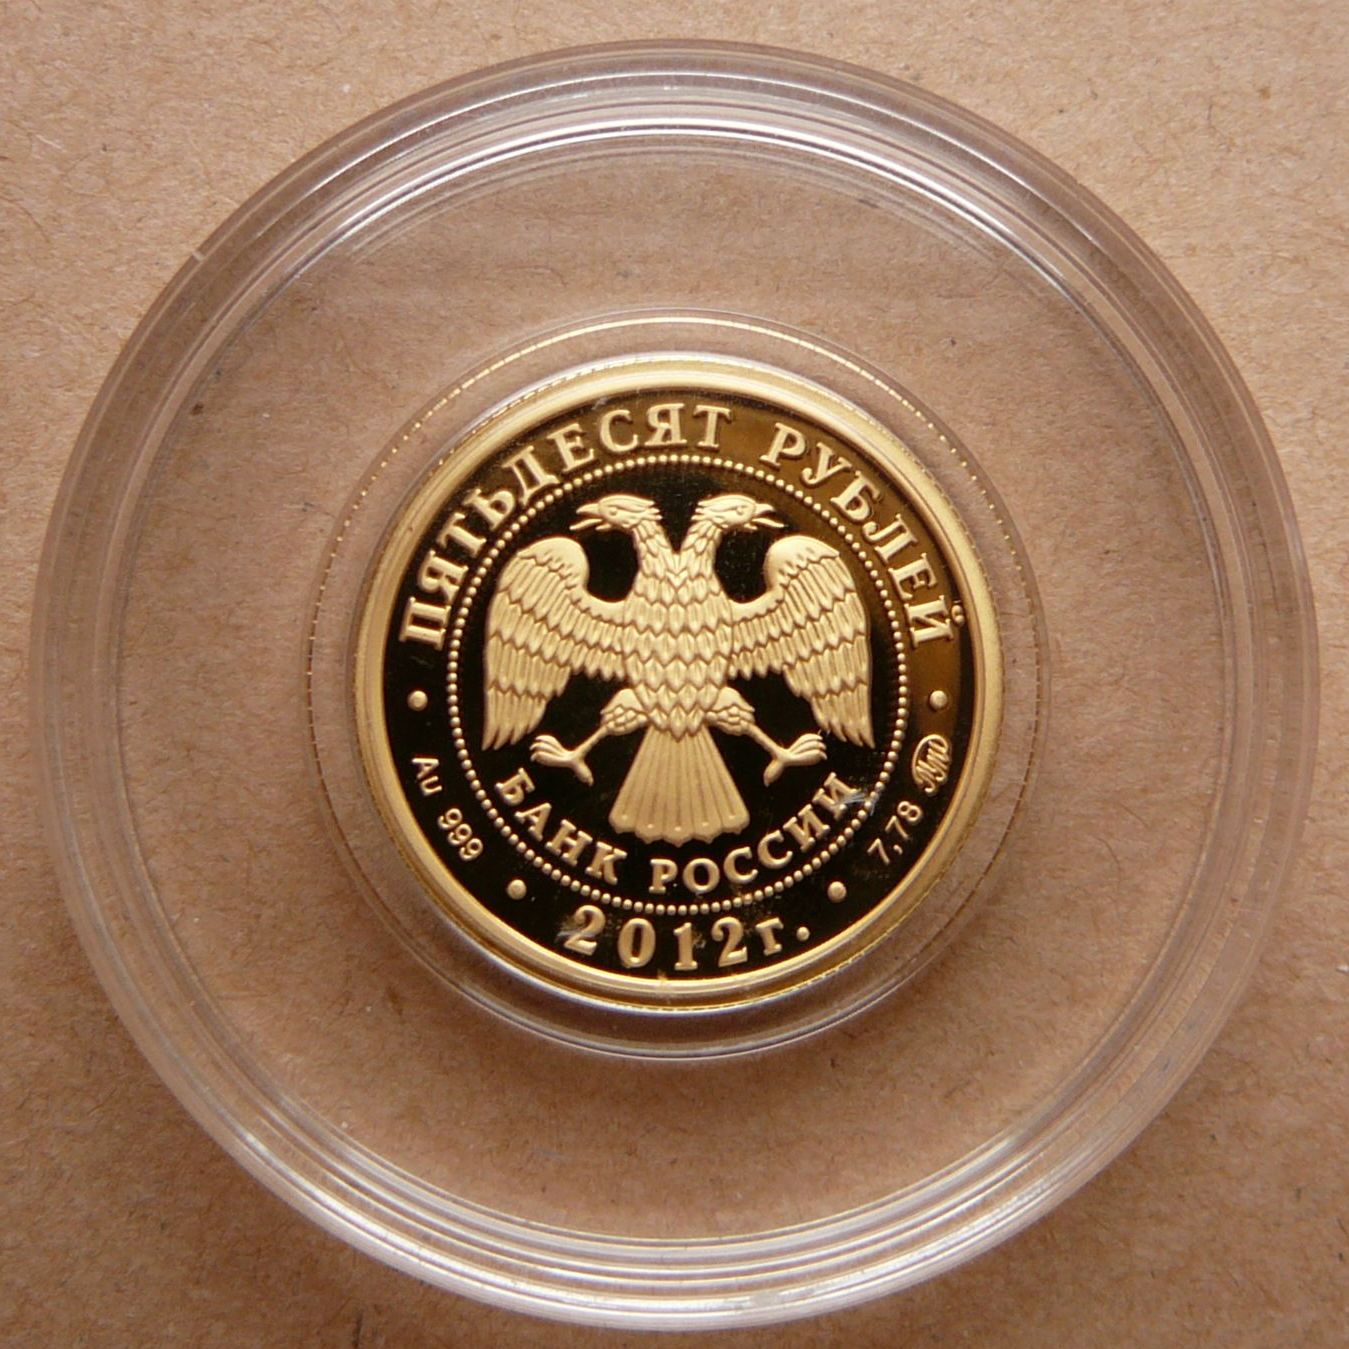 ПЯТЬДЕСЯТ РУБЛЕЙ
БАНК РОССИИ
Au 999
2012г.
7,78